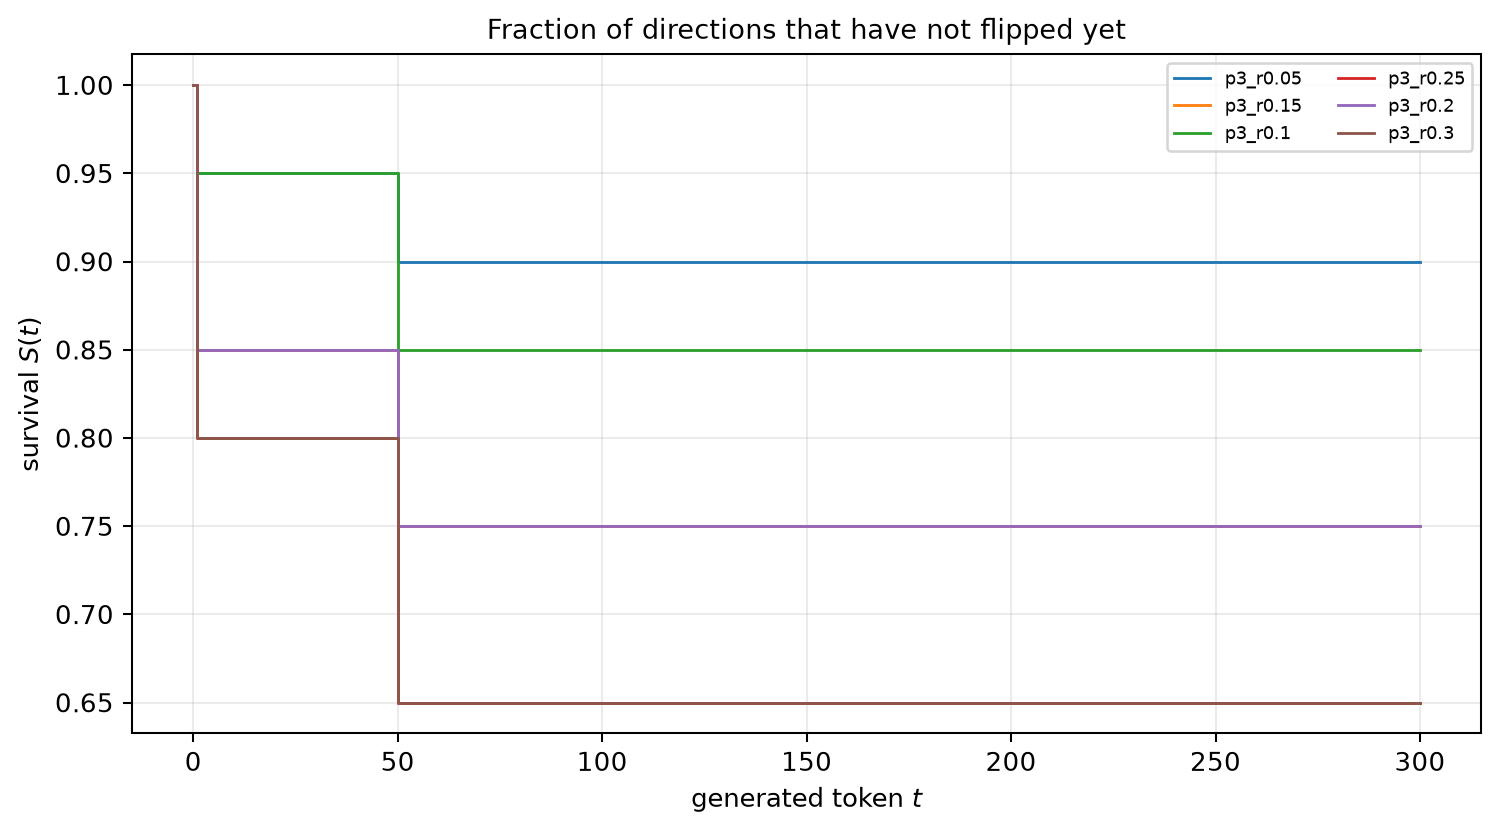 Fraction of directions that have not flipped yet
p3_r0.05
p3_r0.15
p3_r0.1
p3_r0.25
p3_r0.2
p3_r0.3
1.00
0.95
0.90
0.85
0.80
0.75
0.70
0.65
survival S(t)
0 50 100 150 200 250 300
generated token t